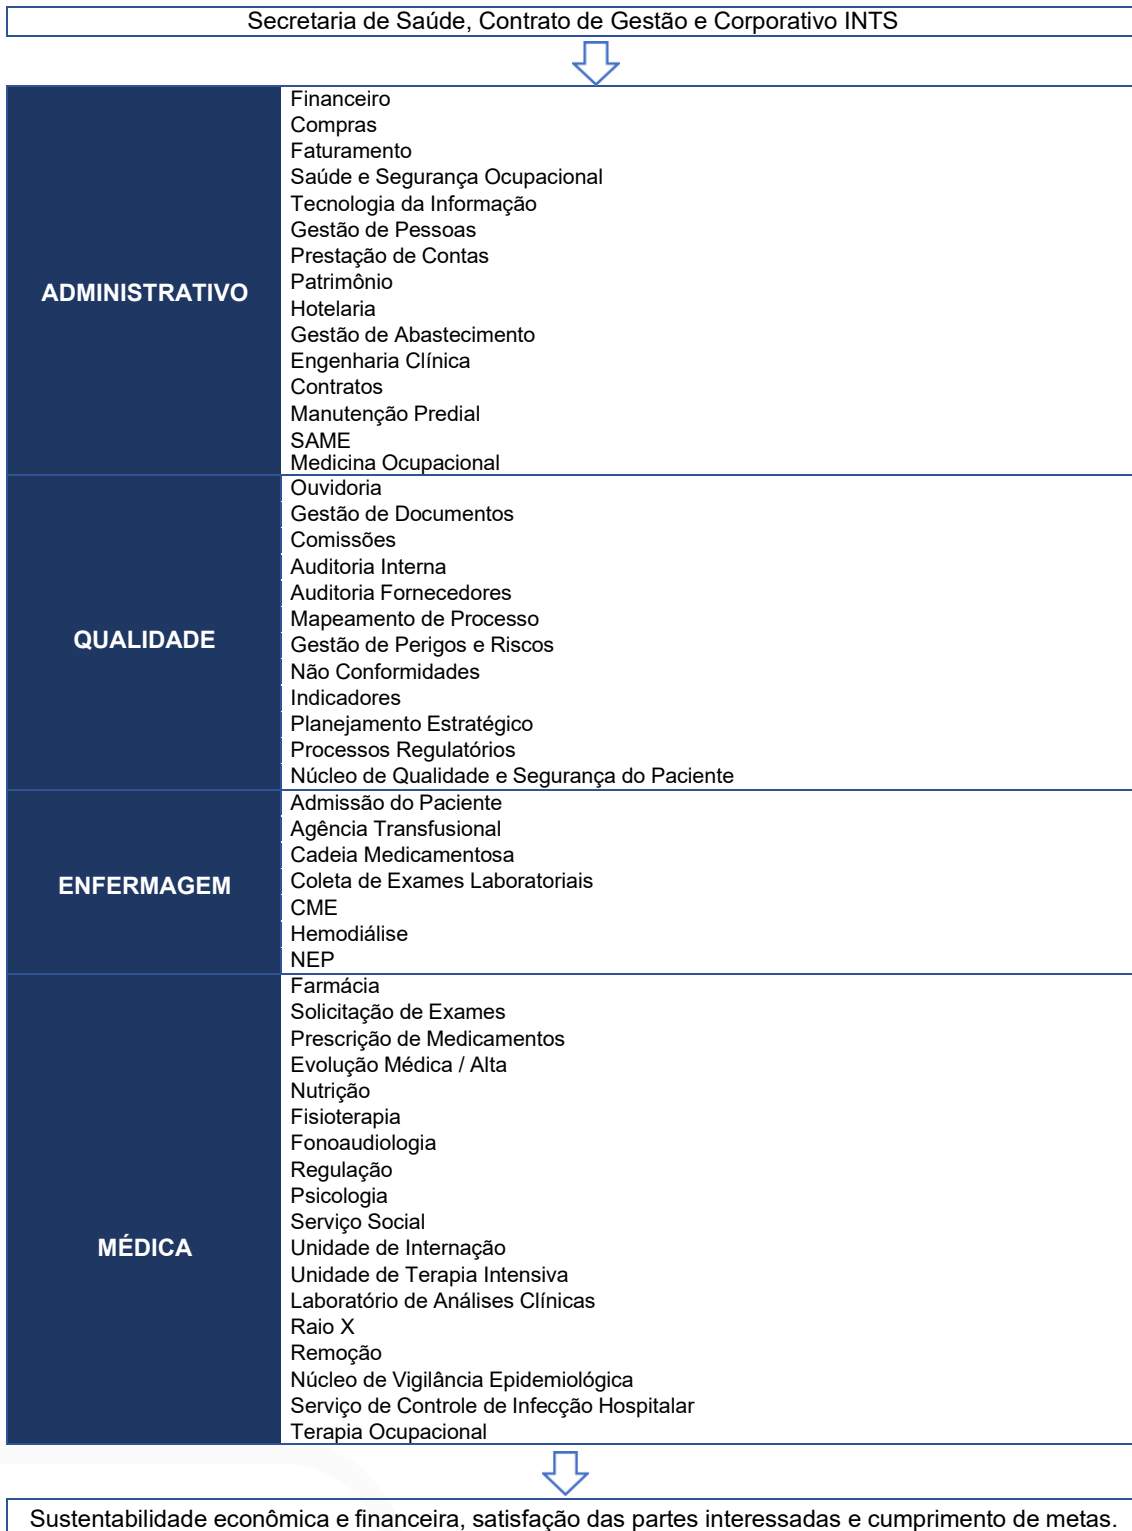 Secretaria de Saúde, Contrato de Gestão e Corporativo INTS
ADMINISTRATIVO
Financeiro
Compras
Faturamento
Saúde e Segurança Ocupacional
Tecnologia da Informação
Gestão de Pessoas
Prestação de Contas
Patrimônio
Hotelaria
Gestão de Abastecimento
Engenharia Clínica
Contratos
Manutenção Predial
SAME
Medicina Ocupacional
QUALIDADE
Ouvidoria
Gestão de Documentos
Comissões
Auditoria Interna
Auditoria Fornecedores
Mapeamento de Processo
Gestão de Perigos e Riscos
Não Conformidades
Indicadores
Planejamento Estratégico
Processos Regulatórios
Núcleo de Qualidade e Segurança do Paciente
ENFERMAGEM
Admissão do Paciente
Agência Transfusional
Cadeia Medicamentosa
Coleta de Exames Laboratoriais
CME
Hemodiálise
NEP
MÉDICA
Farmácia
Solicitação de Exames
Prescrição de Medicamentos
Evolução Médica / Alta
Nutrição
Fisioterapia
Fonoaudiologia
Regulação
Psicologia
Serviço Social
Unidade de Internação
Unidade de Terapia Intensiva
Laboratório de Análises Clínicas
Raio X
Remoção
Núcleo de Vigilância Epidemiológica
Serviço de Controle de Infecção Hospitalar
Terapia Ocupacional
Sustentabilidade econômica e financeira, satisfação das partes interessadas e cumprimento de metas.